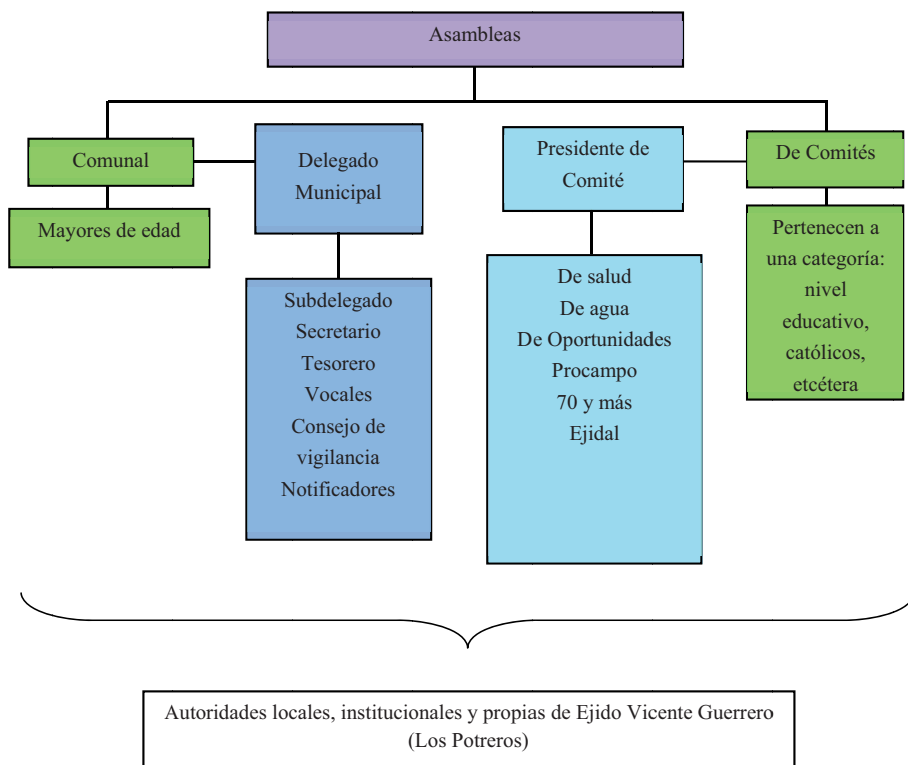 Asambleas
Comunal
Mayores de edad
Delegado
Municipal
Subdelegado
Secretario
Tesorero
Vocales
Consejo de
vigilancia
Notificadores
Presidente de
Comité
De salud
De agua
De Oportunidades
Procampo
70 y más
Ejidal
De Comités
Pertenecen a
una categoría:
nivel
educativo,
católicos,
etcétera
Autoridades locales, institucionales y propias de Ejido Vicente Guerrero
(Los Potreros)